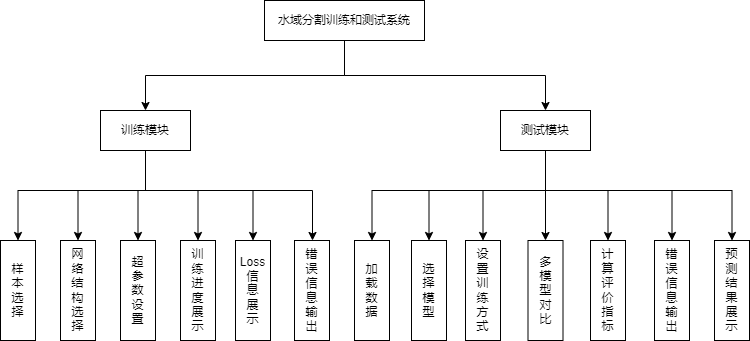 水域分割训练和测试系统
训练模块
测试模块
样本选择
网络结构选择
超参数设置
训练进度展示
Loss
信息展示
错误信息输出
加载数据
选择模型
设置训练方式
多模型对比
计算评价指标
错误信息输出
预测结果展示